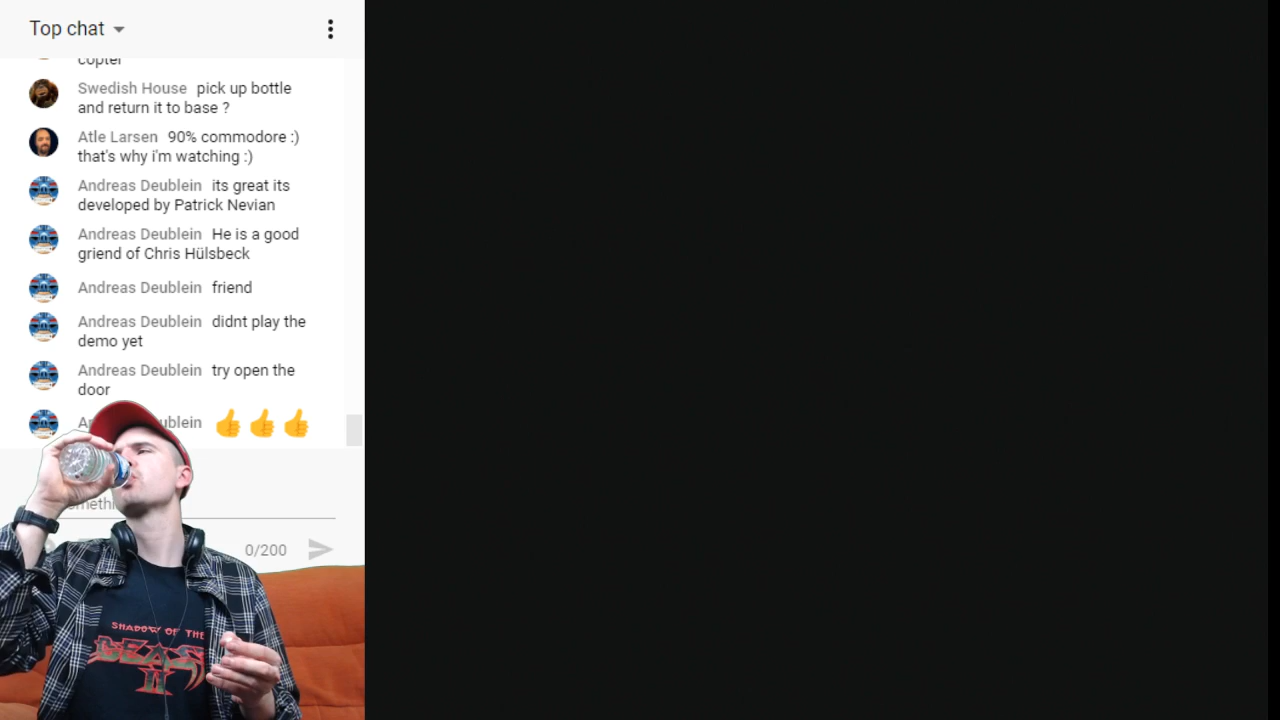 Top chat
copter
Swedish House pick up bottle
and return it to base ?
Atle Larsen 90% commodore :)
that's why i'm watching :)
Andreas Deublein its great its
developed by Patrick Nevian
Andreas Deublein He is a good
griend of Chris Hülsbeck
Andreas Deublein friend
Andreas Deublein didnt play the
demo yet
Andreas Deublein try open the
door
ublein 👍👍👍
0/200
SHADOW OF THE
BEAST
II